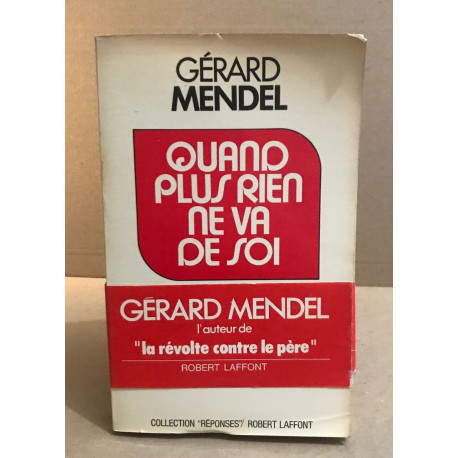 GÉRARD
MENDEL
QUAND
PLUS RIEN
NE VA
DE SOI
GÉRARD MENDEL
l'auteur de
"la révolte contre le père"
ROBERT LAFFONT
COLLECTION "RÉPONSES"/ ROBERT LAFFONT